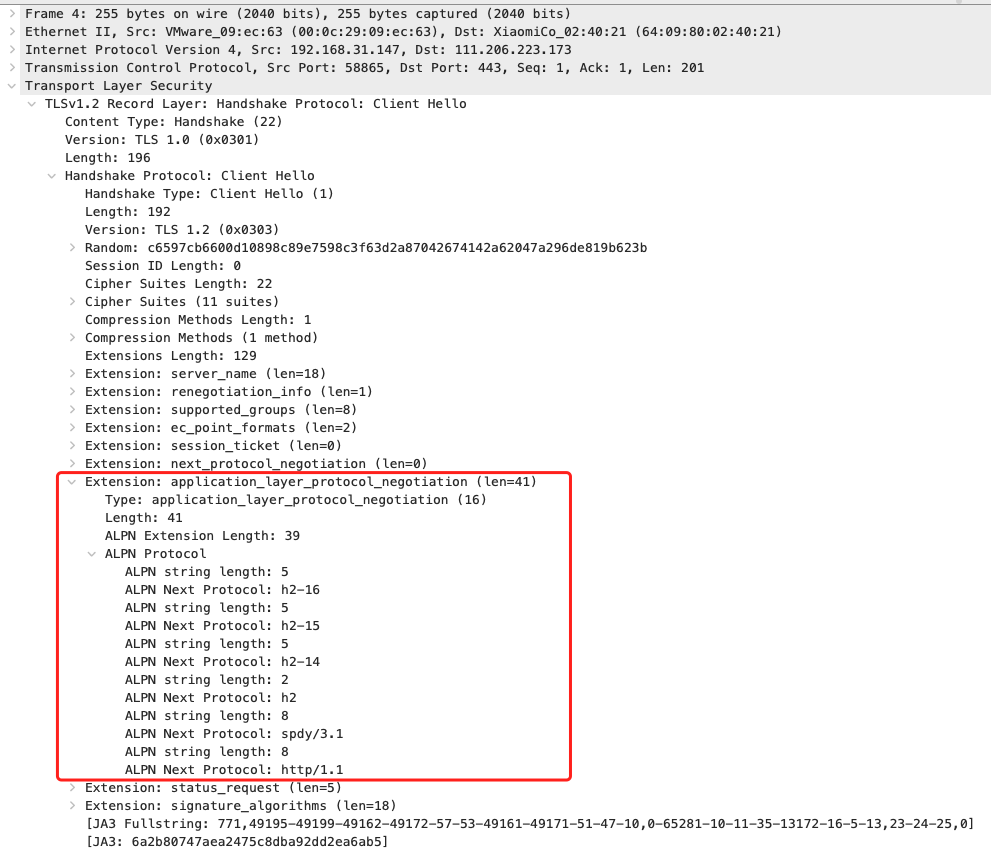 Frame 4: 255 bytes on wire (2040 bits), 255 bytes captured (2040 bits)
Ethernet II, Src: VMware_09:ec:63 (00:0c:29:09:ec:63), Dst: XiaomiCo_02:40:21 (64:09:80:02:40:21)
Internet Protocol Version 4, Src: 192.168.31.147, Dst: 111.206.223.173
Transmission Control Protocol, Src Port: 58865, Dst Port: 443, Seq: 1, Ack: 1, Len: 201
Transport Layer Security
TLSv1.2 Record Layer: Handshake Protocol: Client Hello
Content Type: Handshake (22)
Version: TLS 1.0 (0x0301)
Length: 196
Handshake Protocol: Client Hello
Handshake Type: Client Hello (1)
Length: 192
Version: TLS 1.2 (0x0303)
Random: c6597cb6600d10898c89e7598c3f63d2a87042674142a62047a296de819b623b
Session ID Length: 0
Cipher Suites Length: 22
Cipher Suites (11 suites)
Compression Methods Length: 1
Compression Methods (1 method)
Extensions Length: 129
Extension: server_name (len=18)
Extension: renegotiation_info (len=1)
Extension: supported_groups (len=8)
Extension: ec_point_formats (len=2)
Extension: session_ticket (len=0)
Extension: next_protocol_negotiation (len=0)
Extension: application_layer_protocol_negotiation (len=41)
Type: application_layer_protocol_negotiation (16)
Length: 41
ALPN Extension Length: 39
ALPN Protocol
ALPN string length: 5
ALPN Next Protocol: h2-16
ALPN string length: 5
ALPN Next Protocol: h2-15
ALPN string length: 5
ALPN Next Protocol: h2-14
ALPN string length: 2
ALPN Next Protocol: h2
ALPN string length: 8
ALPN Next Protocol: spdy/3.1
ALPN string length: 8
ALPN Next Protocol: http/1.1
Extension: status_request (len=5)
Extension: signature_algorithms (len=18)
[JA3 Fullstring: 771,49195-49199-49162-49172-57-53-49161-49171-51-47-10,0-65281-10-11-35-13172-16-5-13,23-24-25,0]
[JA3: 6a2b80747aea2475c8dba92dd2ea6ab5]